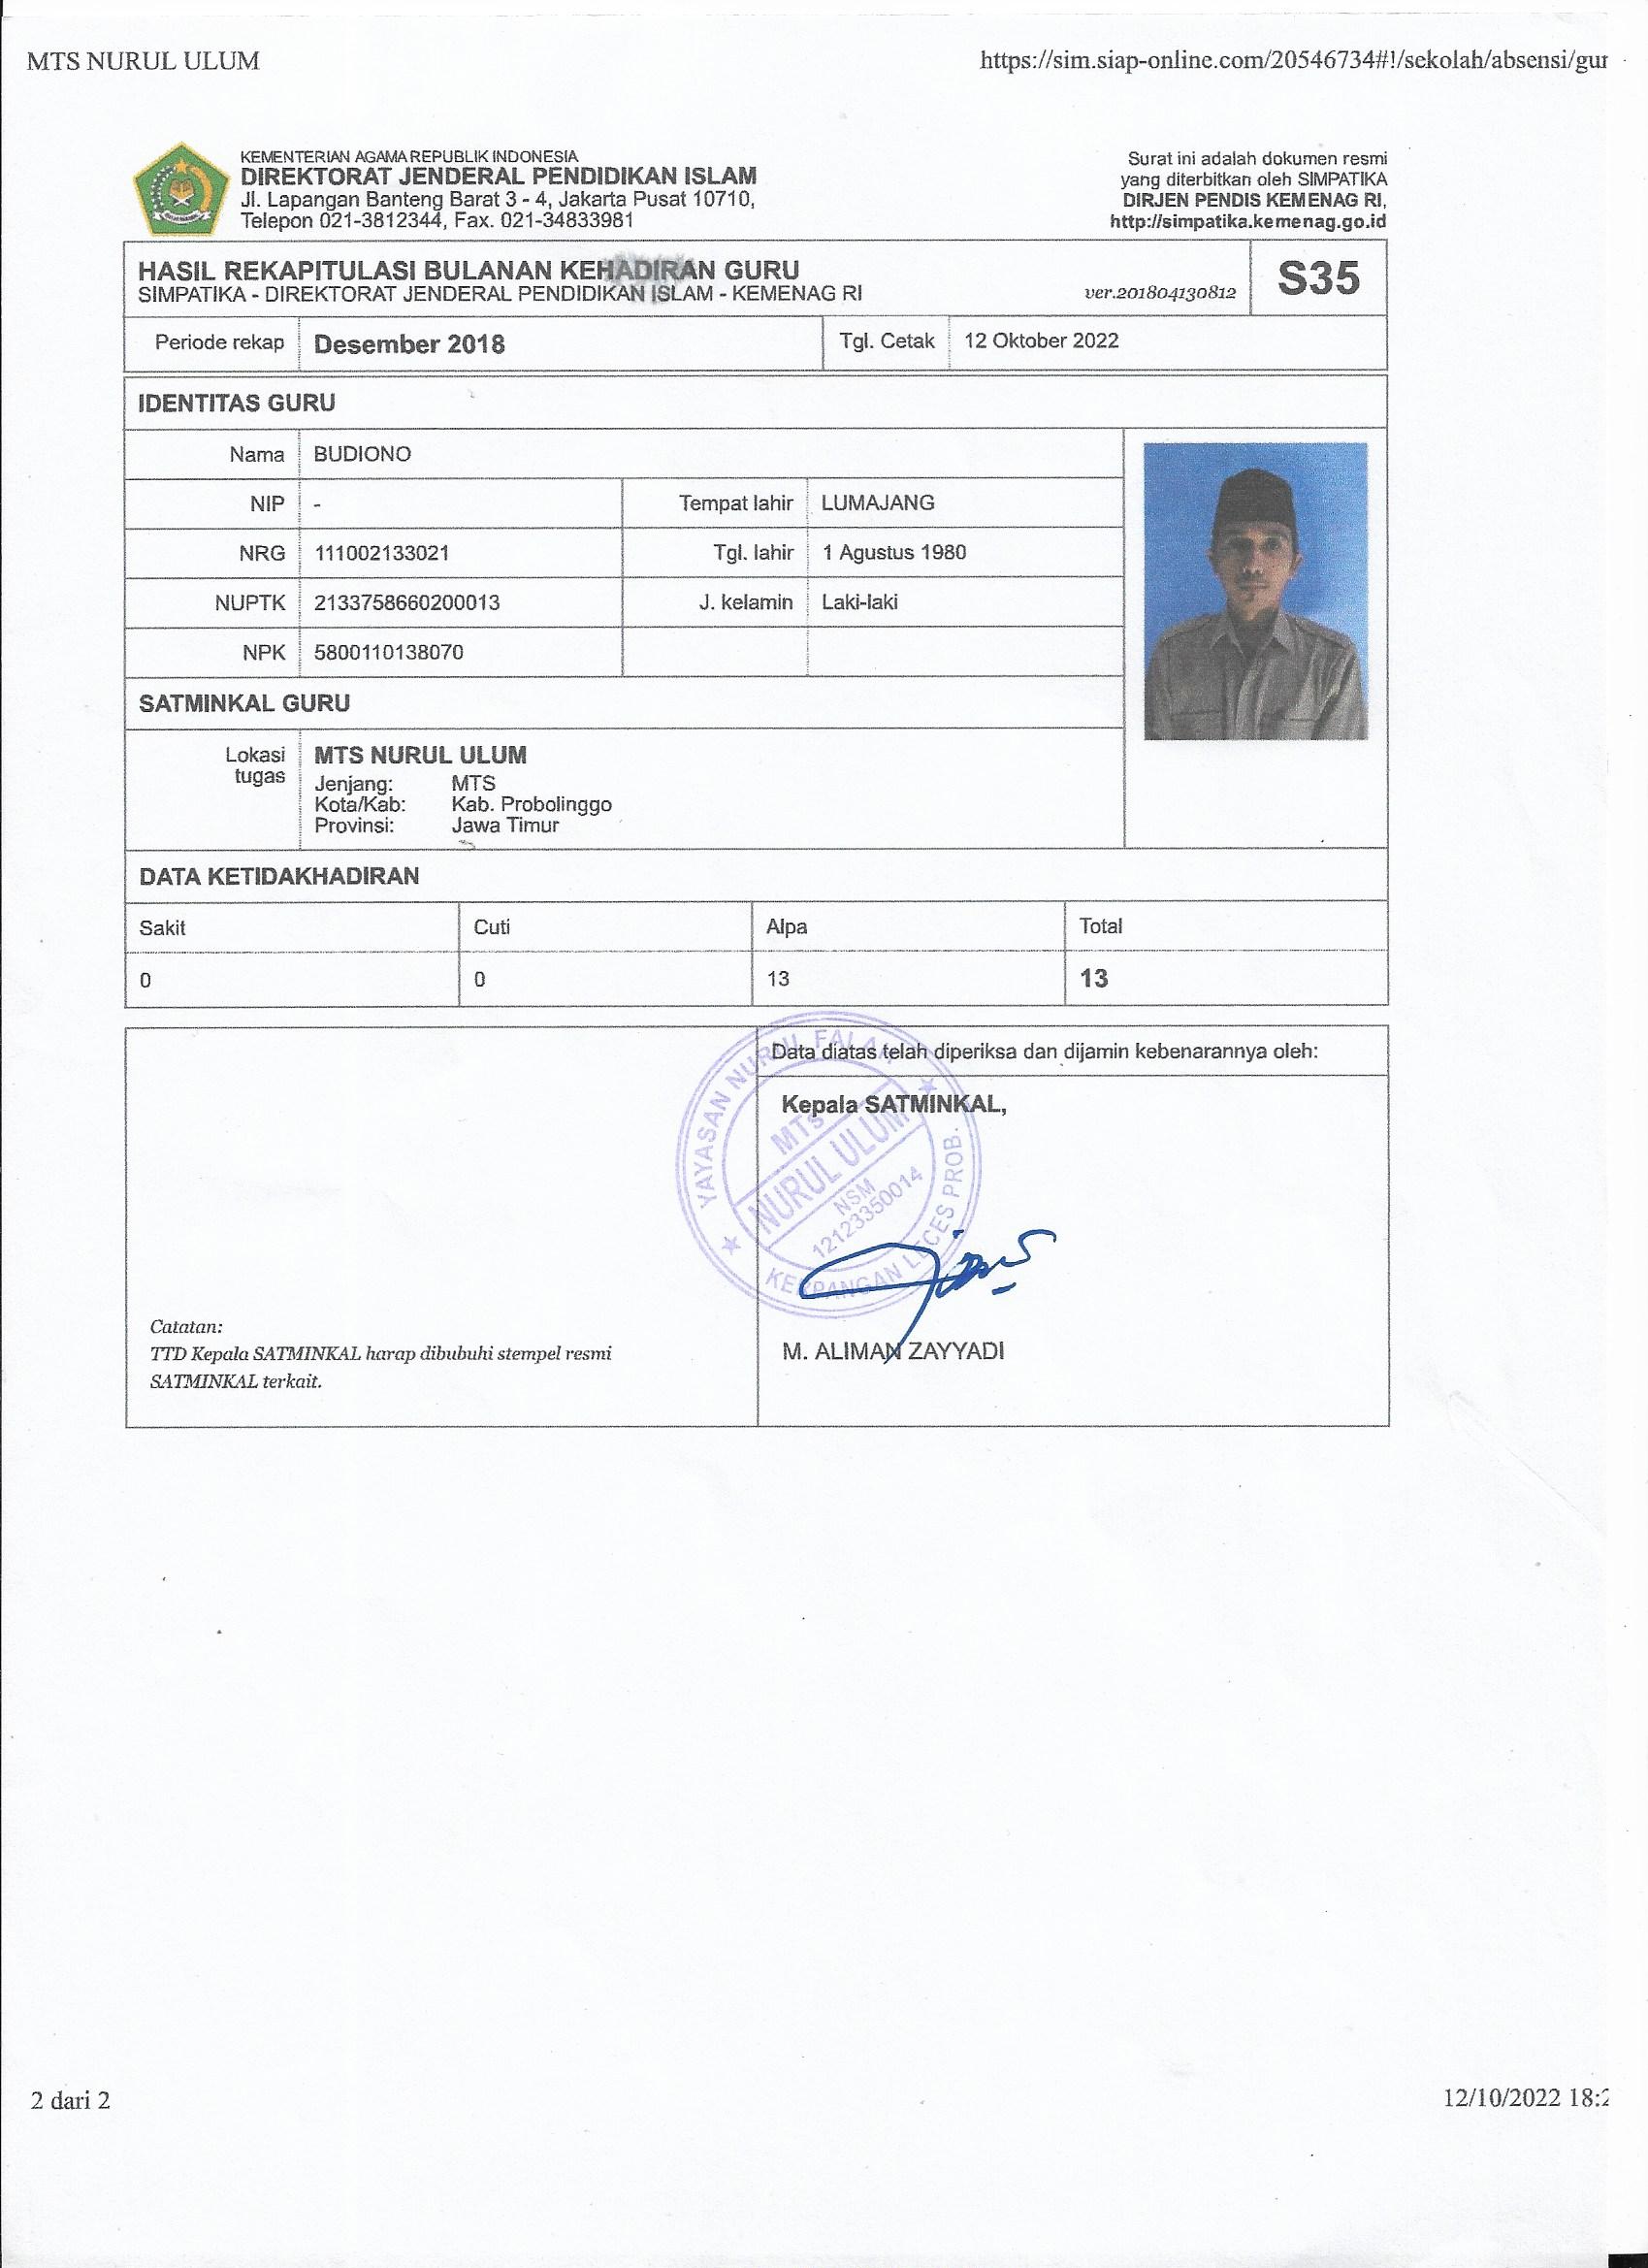 MTS NURUL ULUM
https://sim.siap-online.com/20546734#!/sekolah/absensi/gur
KEMENTERIAN AGAMA REPUBLIK INDONESIA
DIREKTORAT JENDERAL PENDIDIKAN ISLAM
Jl. Lapangan Banteng Barat 3 - 4, Jakarta Pusat 10710,
Telepon 021-3812344, Fax. 021-34833981
Surat ini adalah dokumen resmi
yang diterbitkan oleh SIMPATIKA
DIRJEN PENDIS KEMENAG RI,
http://simpatika.kemenag.go.id
HASIL REKAPITULASI BULANAN KEHADIRAN GURU
SIMPATIKA - DIREKTORAT JENDERAL PENDIDIKAN ISLAM - KEMENAG RI
ver.201804130812
S35
Periode rekap Desember 2018 Tgl. Cetak 12 Oktober 2022
IDENTITAS GURU
Nama BUDIONO
NIP - Tempat lahir LUMAJANG
NRG 111002133021 Tgl. lahir 1 Agustus 1980
NUPTK 2133758660200013 J. kelamin Laki-laki
NPK 5800110138070
SATMINKAL GURU
Lokasi tugas
MTS NURUL ULUM
Jenjang: MTS
Kota/Kab: Kab. Probolinggo
Provinsi: Jawa Timur
DATA KETIDAKHADIRAN
Sakit Cuti Alpa Total
0 0 13 13
Data diatas telah diperiksa dan dijamin kebenarannya oleh:
Kepala SATMINKAL,
YAYASAN NURUL FALAH
MTs
NURUL ULUM
NSM
12123350014
KERPANGAN LECES PROB.
M. ALIMAN ZAYYADI
Catatan:
TTD Kepala SATMINKAL harap dibubuhi stempel resmi
SATMINKAL terkait.
2 dari 2
12/10/2022 18:2